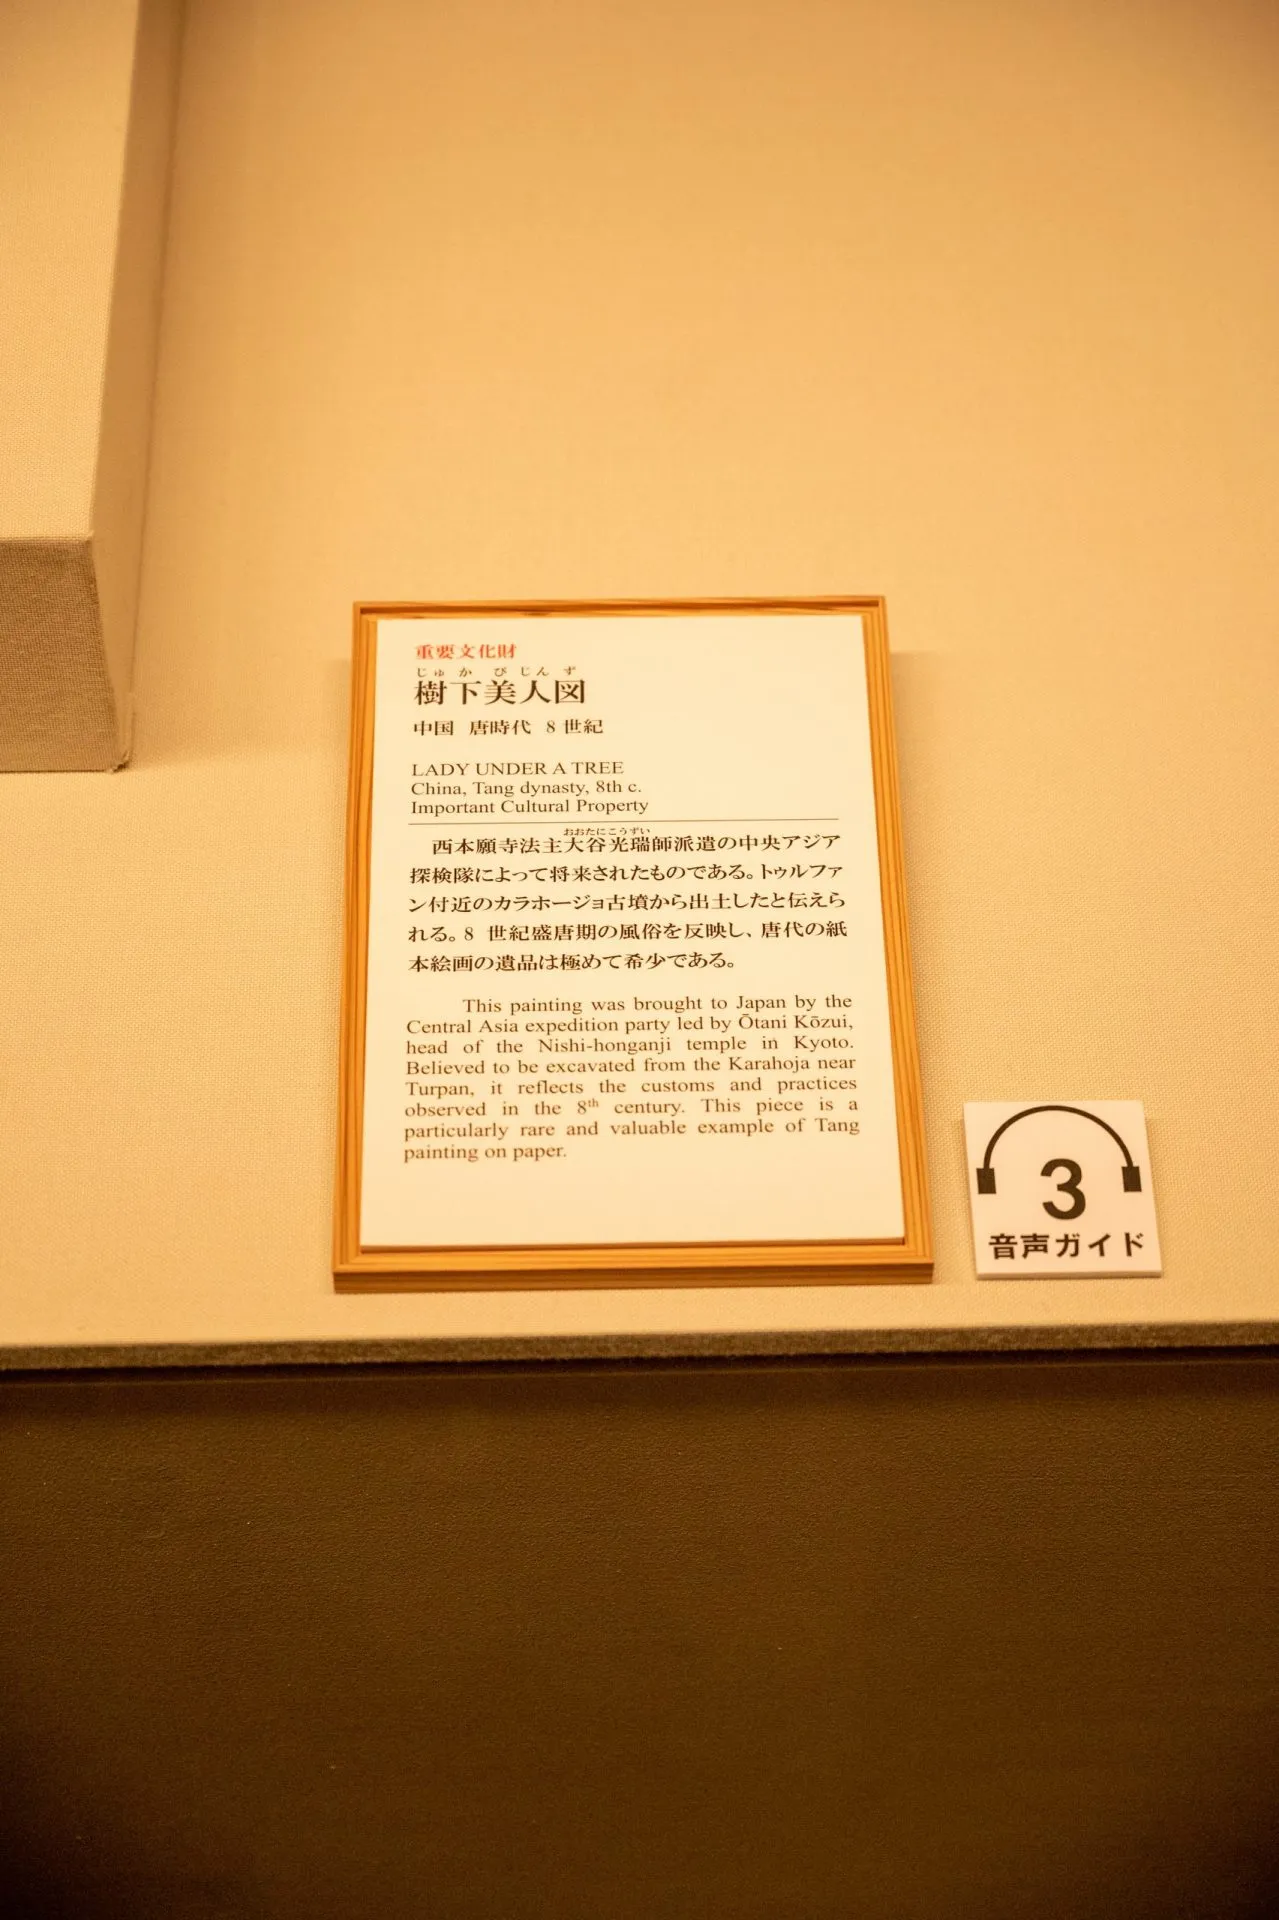 重要文化財
じゅ か び じん ず
樹下美人図
中国 唐時代 8世紀
LADY UNDER A TREE
China, Tang dynasty, 8th c.
Important Cultural Property
おおたにこうずい
西本願寺法主大谷光瑞師派遣の中央アジア
探検隊によって将来されたものである。トゥルファ
ン付近のカラホージョ古墳から出土したと伝えら
れる。8 世紀盛唐期の風俗を反映し、唐代の紙
本絵画の遺品は極めて希少である。
This painting was brought to Japan by the
Central Asia expedition party led by Ōtani Kōzui,
head of the Nishi-honganji temple in Kyoto.
Believed to be excavated from the Karahoja near
Turpan, it reflects the customs and practices
observed in the 8th century. This piece is a
particularly rare and valuable example of Tang
painting on paper.
3
音声ガイド